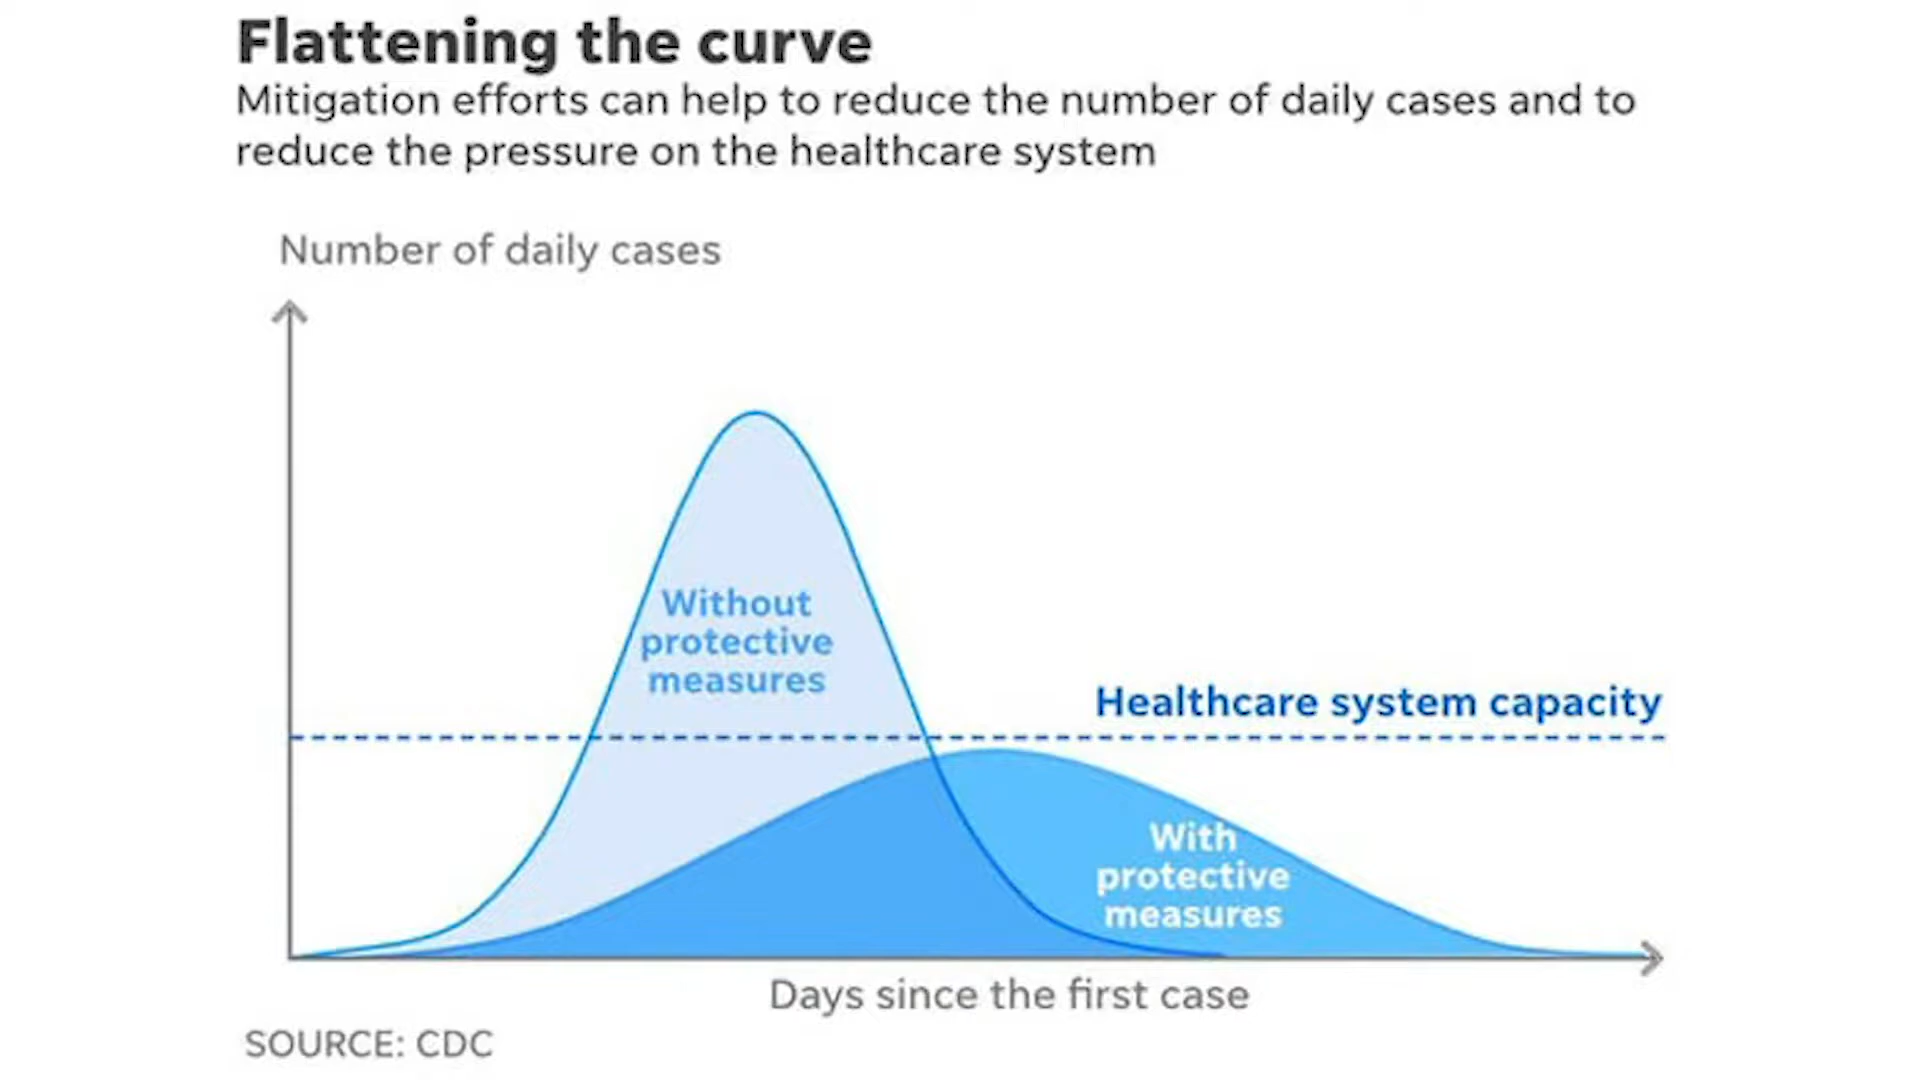 Flattening the curve
Mitigation efforts can help to reduce the number of daily cases and to
reduce the pressure on the healthcare system
Number of daily cases
Without
protective
measures
Healthcare system capacity
With
protective
measures
Days since the first case
SOURCE: CDC